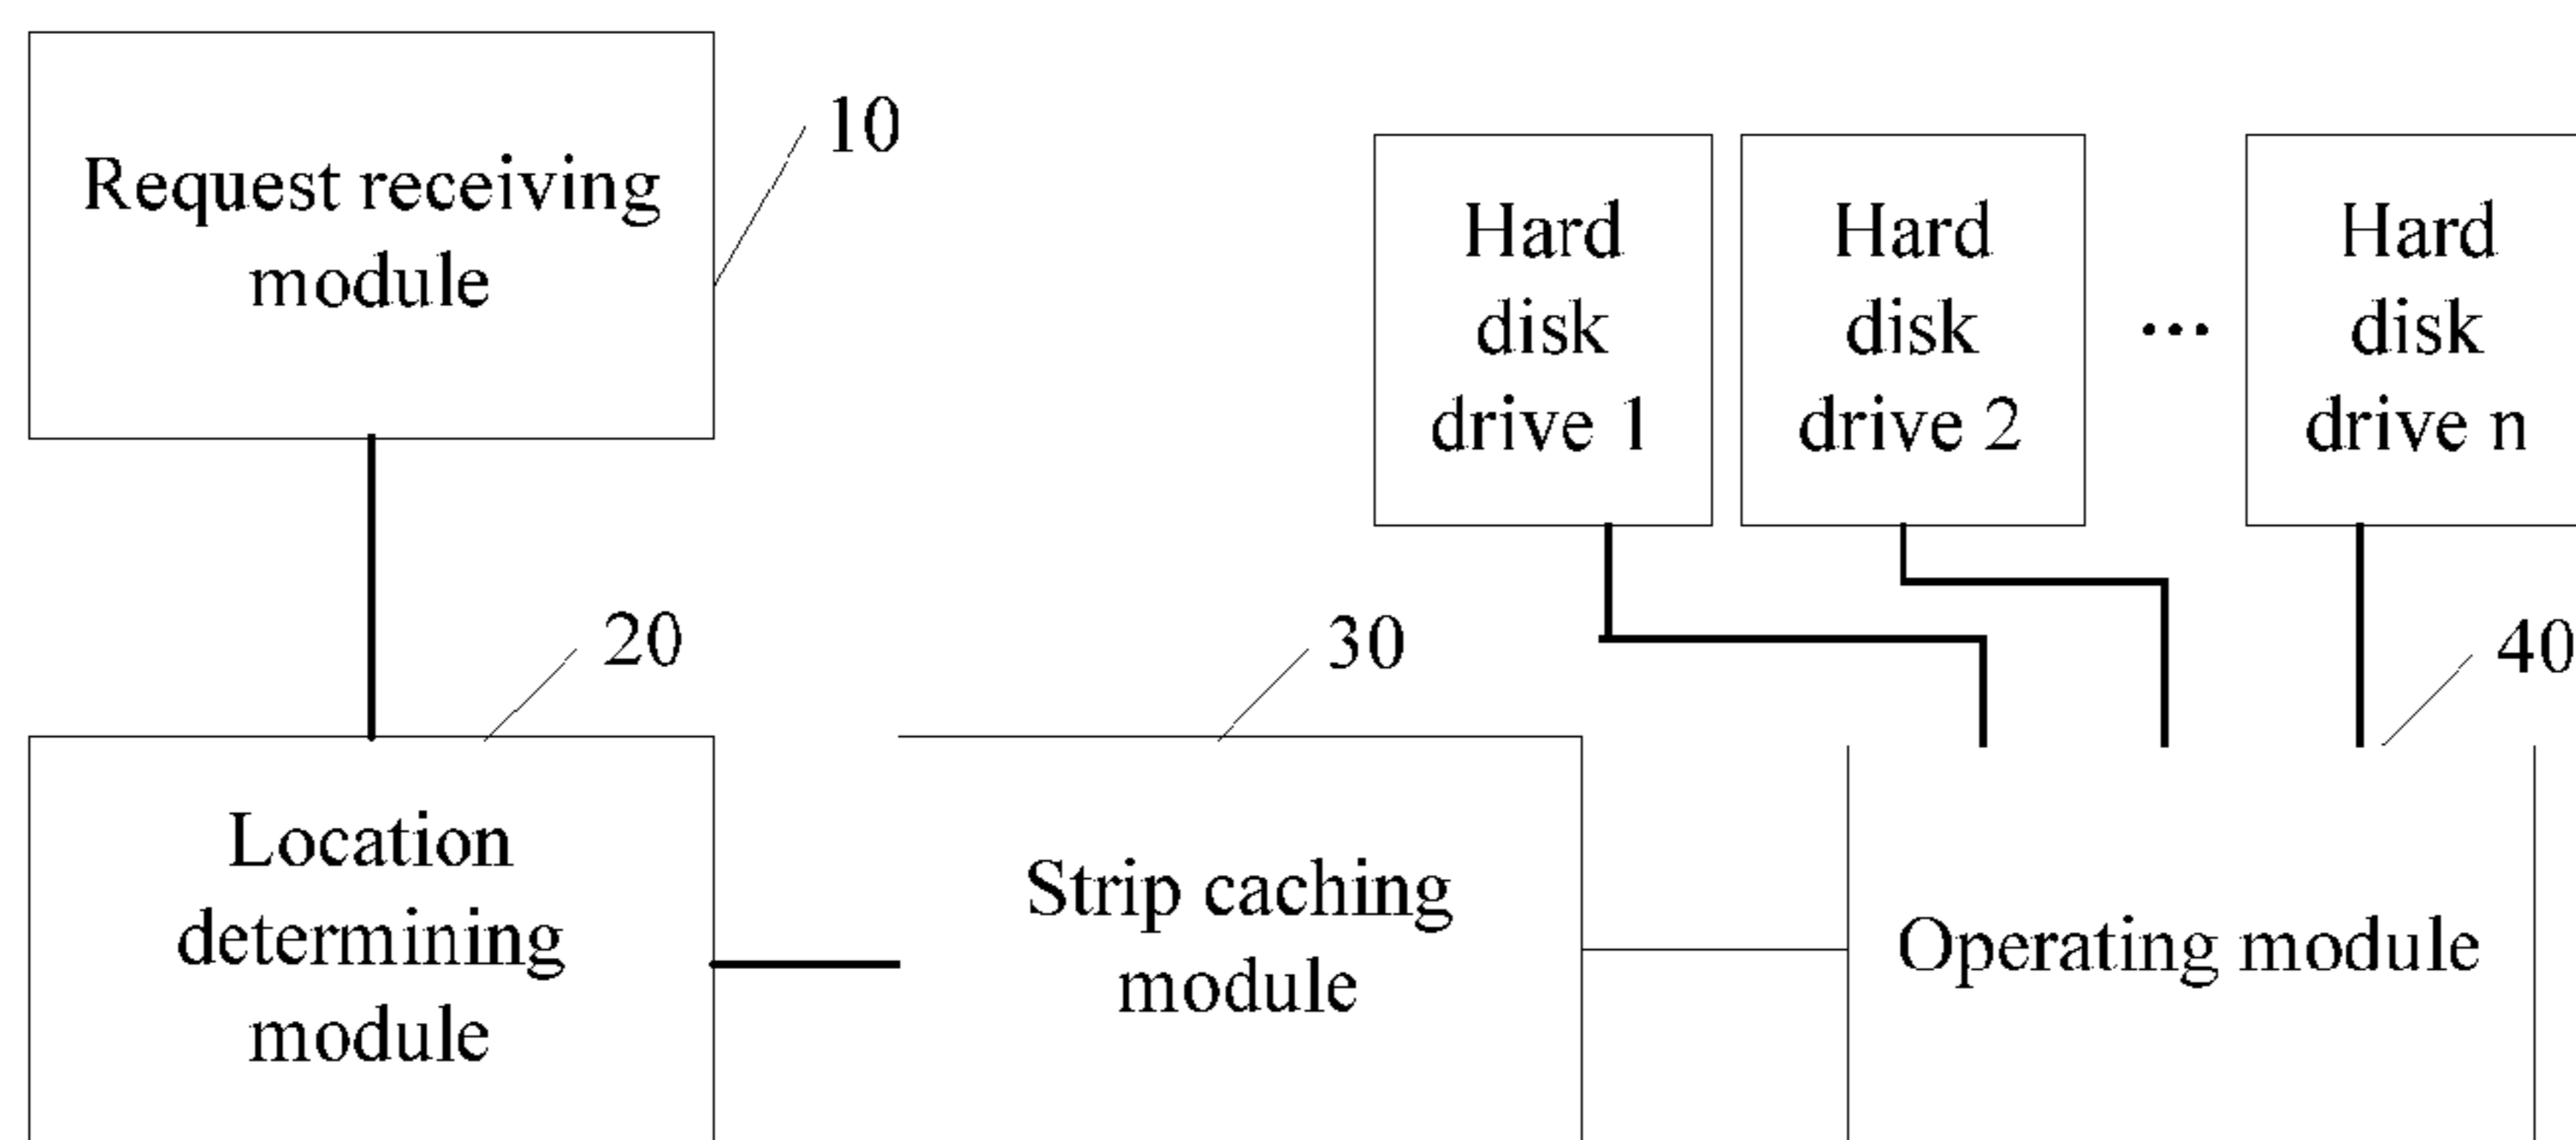 Request receiving
module
10
Hard
disk
drive 1
Hard
disk
drive 2
...
Hard
disk
drive n
20
Location
determining
module
30
Strip caching
module
40
Operating module